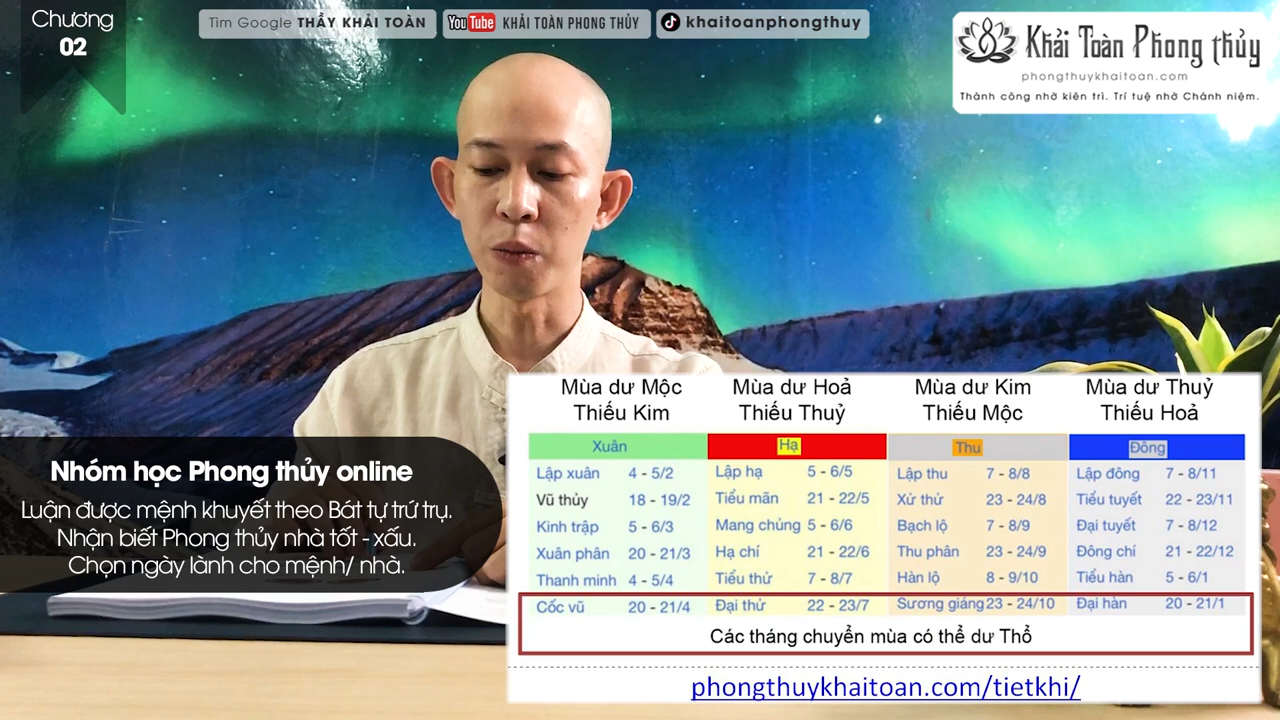 Chương
02
Tìm Google THẦY KHẢI TOÀN
YouTube KHẢI TOÀN PHONG THỦY
khaitoanphongthuy
Khải Toàn Phong thủy
phongthuykhaitoan.com
Thành công nhờ kiên trì. Trí tuệ nhờ Chánh niệm.
Nhóm học Phong thủy online
Luận được mệnh khuyết theo Bát tự trứ trụ.
Nhận biết Phong thủy nhà tốt - xấu.
Chọn ngày lành cho mệnh/ nhà.
Mùa dư Mộc Mùa dư Hoả Mùa dư Kim Mùa dư Thuỷ
Thiếu Kim Thiếu Thuỷ Thiếu Mộc Thiếu Hoả
Xuân Hạ Thu Đông
Lập xuân 4 - 5/2 Lập hạ 5 - 6/5 Lập thu 7 - 8/8 Lập đông 7 - 8/11
Vũ thủy 18 - 19/2 Tiểu mãn 21 - 22/5 Xử thử 23 - 24/8 Tiểu tuyết 22 - 23/11
Kinh trập 5 - 6/3 Mang chủng 5 - 6/6 Bạch lộ 7 - 8/9 Đại tuyết 7 - 8/12
Xuân phân 20 - 21/3 Hạ chí 21 - 22/6 Thu phân 23 - 24/9 Đông chí 21 - 22/12
Thanh minh 4 - 5/4 Tiểu thử 7 - 8/7 Hàn lộ 8 - 9/10 Tiểu hàn 5 - 6/1
Cốc vũ 20 - 21/4 Đại thử 22 - 23/7 Sương giáng 23 - 24/10 Đại hàn 20 - 21/1
Các tháng chuyển mùa có thể dư Thổ
phongthuykhaitoan.com/tietkhi/